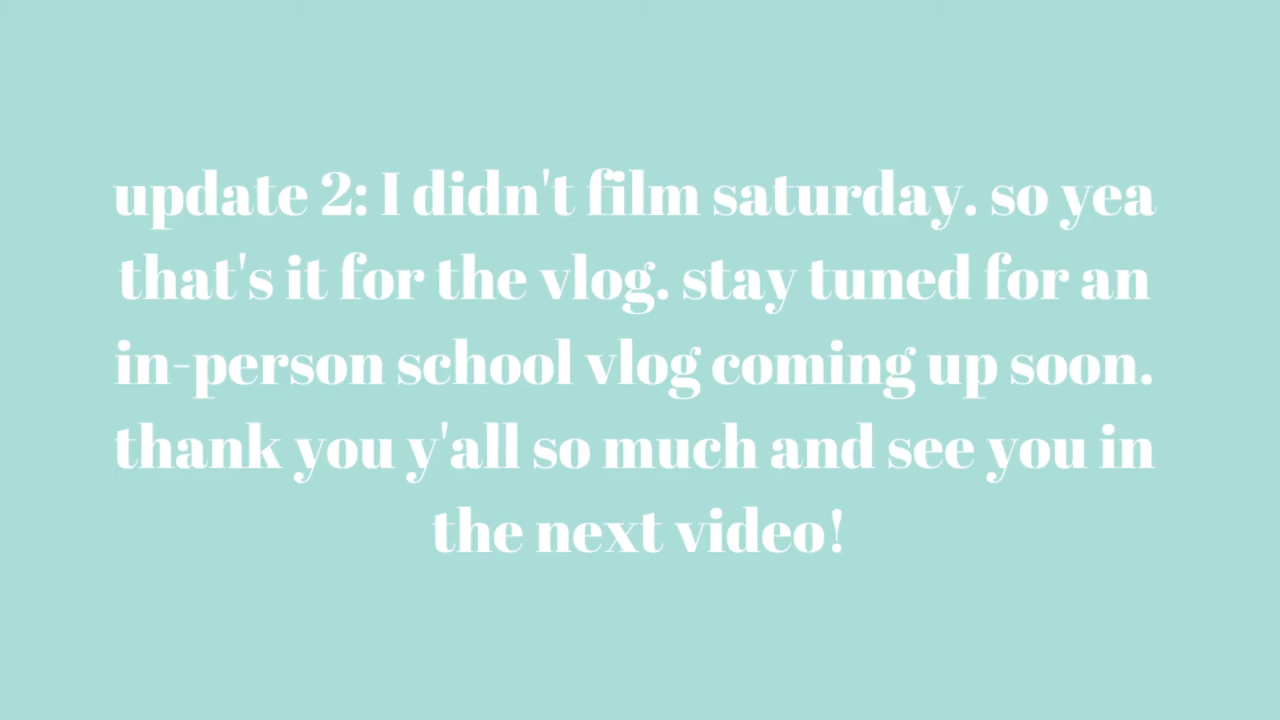 update 2: I didn't film saturday. so yea
that's it for the vlog. stay tuned for an
in-person school vlog coming up soon.
thank you y'all so much and see you in
the next video!